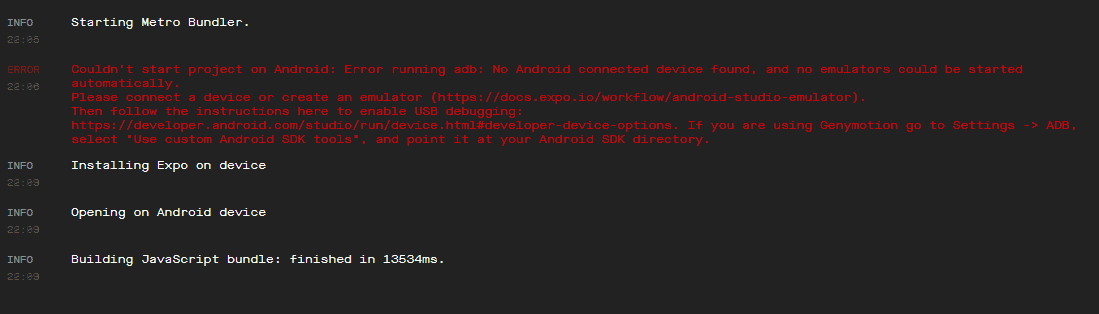 INFO Starting Metro Bundler.
22:06
ERROR Couldn't start project on Android: Error running adb: No Android connected device found, and no emulators could be started
22:06 automatically.
Please connect a device or create an emulator (https://docs.expo.io/workflow/android-studio-emulator).
Then follow the instructions here to enable USB debugging:
https://developer.android.com/studio/run/device.html#developer-device-options. If you are using Genymotion go to Settings -> ADB,
select "Use custom Android SDK tools", and point it at your Android SDK directory.
INFO Installing Expo on device
22:09
INFO Opening on Android device
22:09
INFO Building JavaScript bundle: finished in 13534ms.
22:09